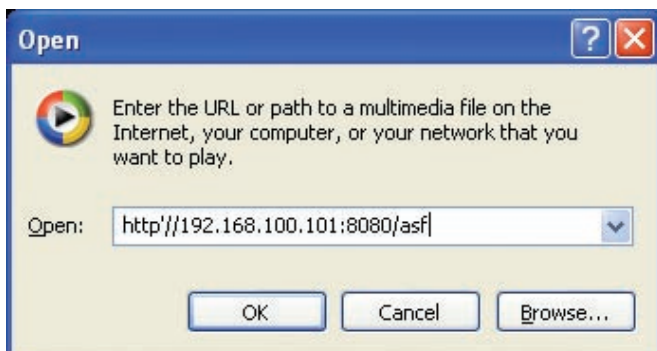 Open
Enter the URL or path to a multimedia file on the
Internet, your computer, or your network that you
want to play.
Open: http'//192.168.100.101:8080/asf
OK Cancel Browse...